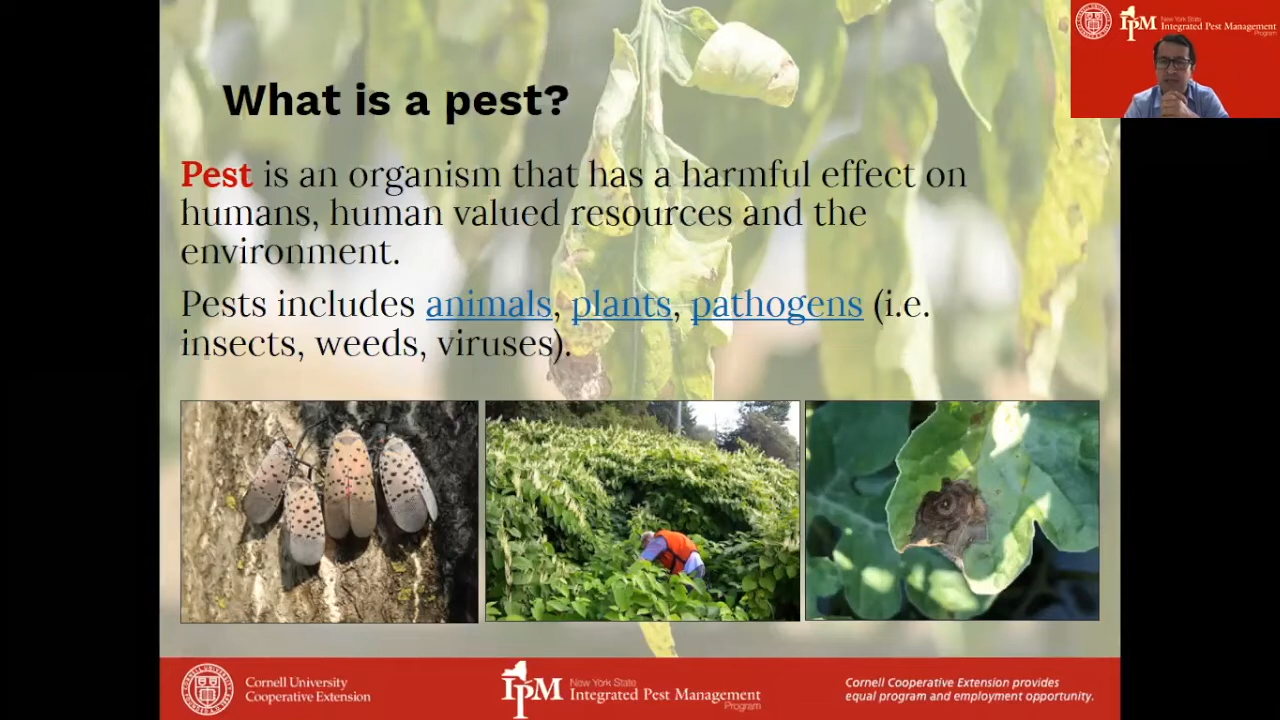 What is a pest?
New York State
Integrated Pest Management
Program
IPM
Pest is an organism that has a harmful effect on
humans, human valued resources and the
environment.
Pests includes animals, plants, pathogens (i.e.
insects, weeds, viruses).
Cornell University
Cooperative Extension
IPM
New York State
Integrated Pest Management
Program
Cornell Cooperative Extension provides
equal program and employment opportunity.